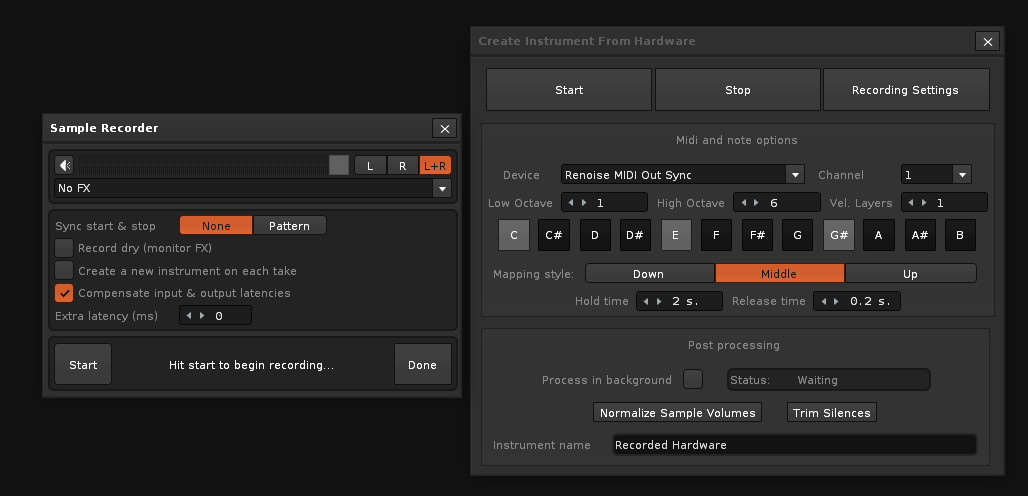 Sample Recorder
L R L+R
No FX
Sync start & stop None Pattern
Record dry (monitor FX)
Create a new instrument on each take
Compensate input & output latencies
Extra latency (ms) 0
Start Hit start to begin recording... Done
Create Instrument From Hardware
Start Stop Recording Settings
Midi and note options
Device Renoise MIDI Out Sync Channel 1
Low Octave 1 High Octave 6 Vel. Layers 1
C C# D D# E F F# G G# A A# B
Mapping style: Down Middle Up
Hold time 2 s. Release time 0.2 s.
Post processing
Process in background Status: Waiting
Normalize Sample Volumes Trim Silences
Instrument name Recorded Hardware